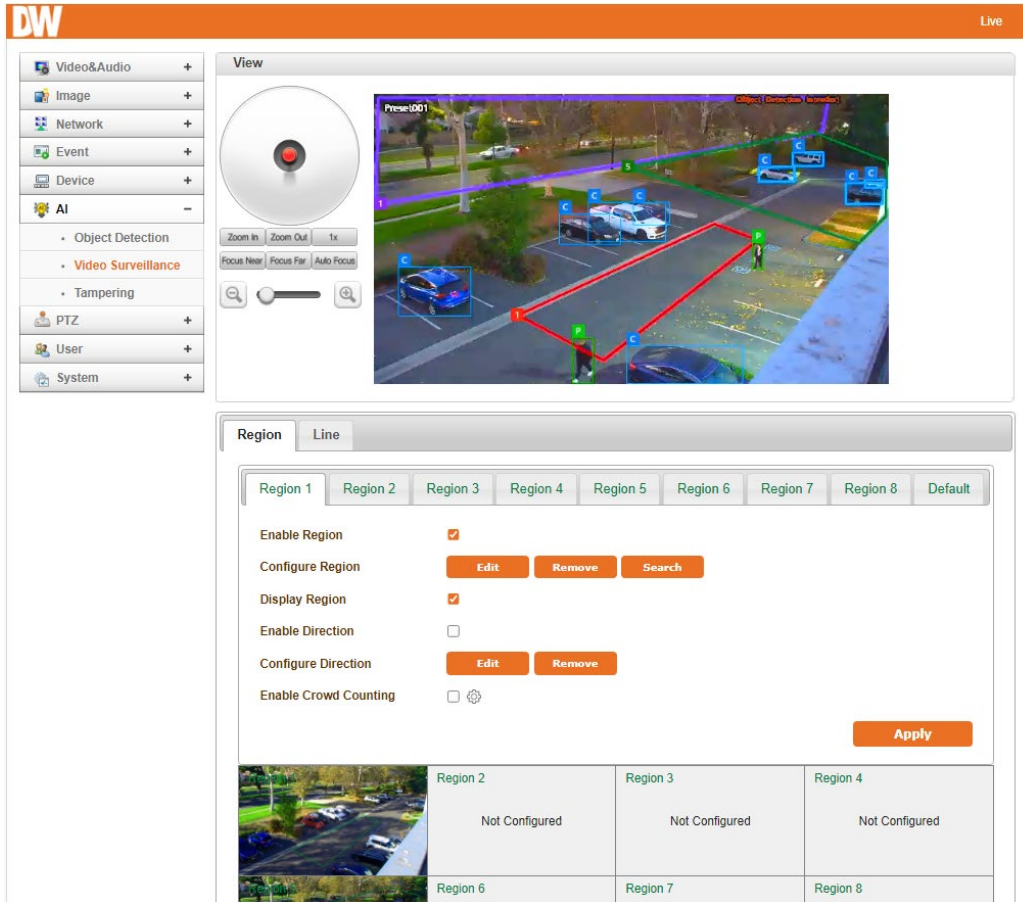 DW
Live
Video&Audio +
Image +
Network +
Event +
Device +
AI –
Object Detection
Video Surveillance
Tampering
PTZ +
User +
System +
View
Zoom In Zoom Out 1x
Focus Near Focus Far Auto Focus
Preset001
Object Detection
1
5
C
C
C
C
C
C
C
P
1
P
C
Region Line
Region 1 Region 2 Region 3 Region 4 Region 5 Region 6 Region 7 Region 8 Default
Enable Region
Configure Region Edit Remove Search
Display Region
Enable Direction
Configure Direction Edit Remove
Enable Crowd Counting
Apply
Region 2 Region 3 Region 4
Not Configured Not Configured Not Configured
Region 6 Region 7 Region 8